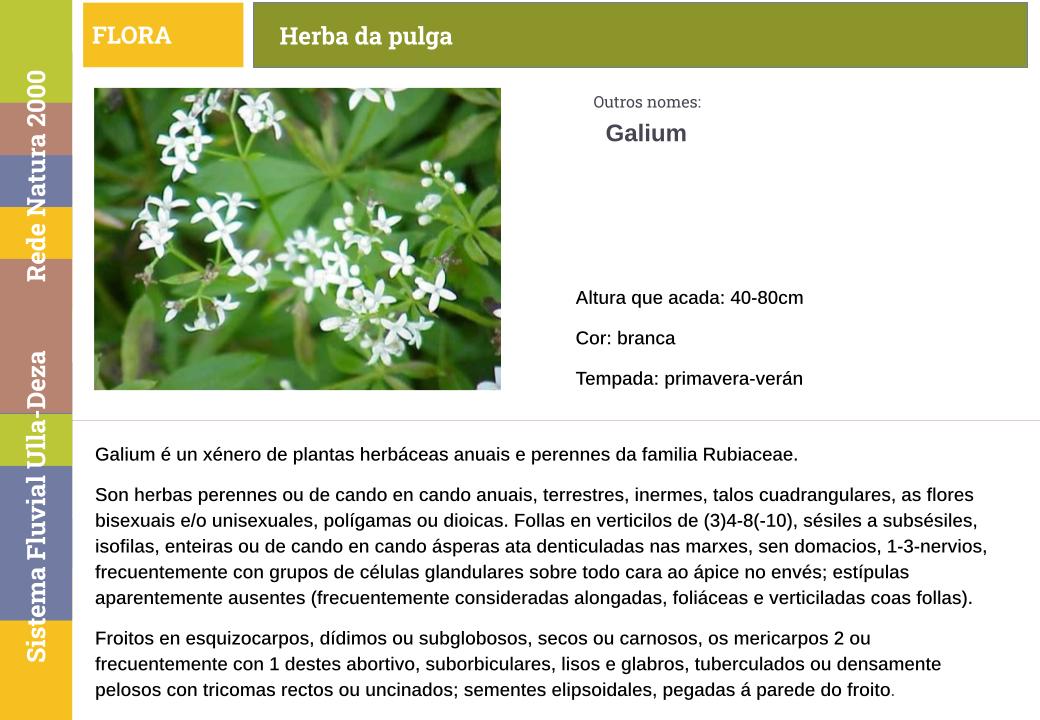 FLORA
Herba da pulga
Rede Natura 2000
Sistema Fluvial Ulla-Deza
Outros nomes:
Galium
Altura que acada: 40-80cm
Cor: branca
Tempada: primavera-verán
Galium é un xénero de plantas herbáceas anuais e perennes da familia Rubiaceae.
Son herbas perennes ou de cando en cando anuais, terrestres, inermes, talos cuadrangulares, as flores
bisexuais e/o unisexuales, polígamas ou dioicas. Follas en verticilos de (3)4-8(-10), sésiles a subsésiles,
isofilas, enteiras ou de cando en cando ásperas ata denticuladas nas marxes, sen domacios, 1-3-nervios,
frecuentemente con grupos de células glandulares sobre todo cara ao ápice no envés; estípulas
aparentemente ausentes (frecuentemente consideradas alongadas, foliáceas e verticiladas coas follas).
Froitos en esquizocarpos, dídimos ou subglobosos, secos ou carnosos, os mericarpos 2 ou
frecuentemente con 1 destes abortivo, suborbiculares, lisos e glabros, tuberculados ou densamente
pelosos con tricomas rectos ou uncinados; sementes elipsoidales, pegadas á parede do froito.